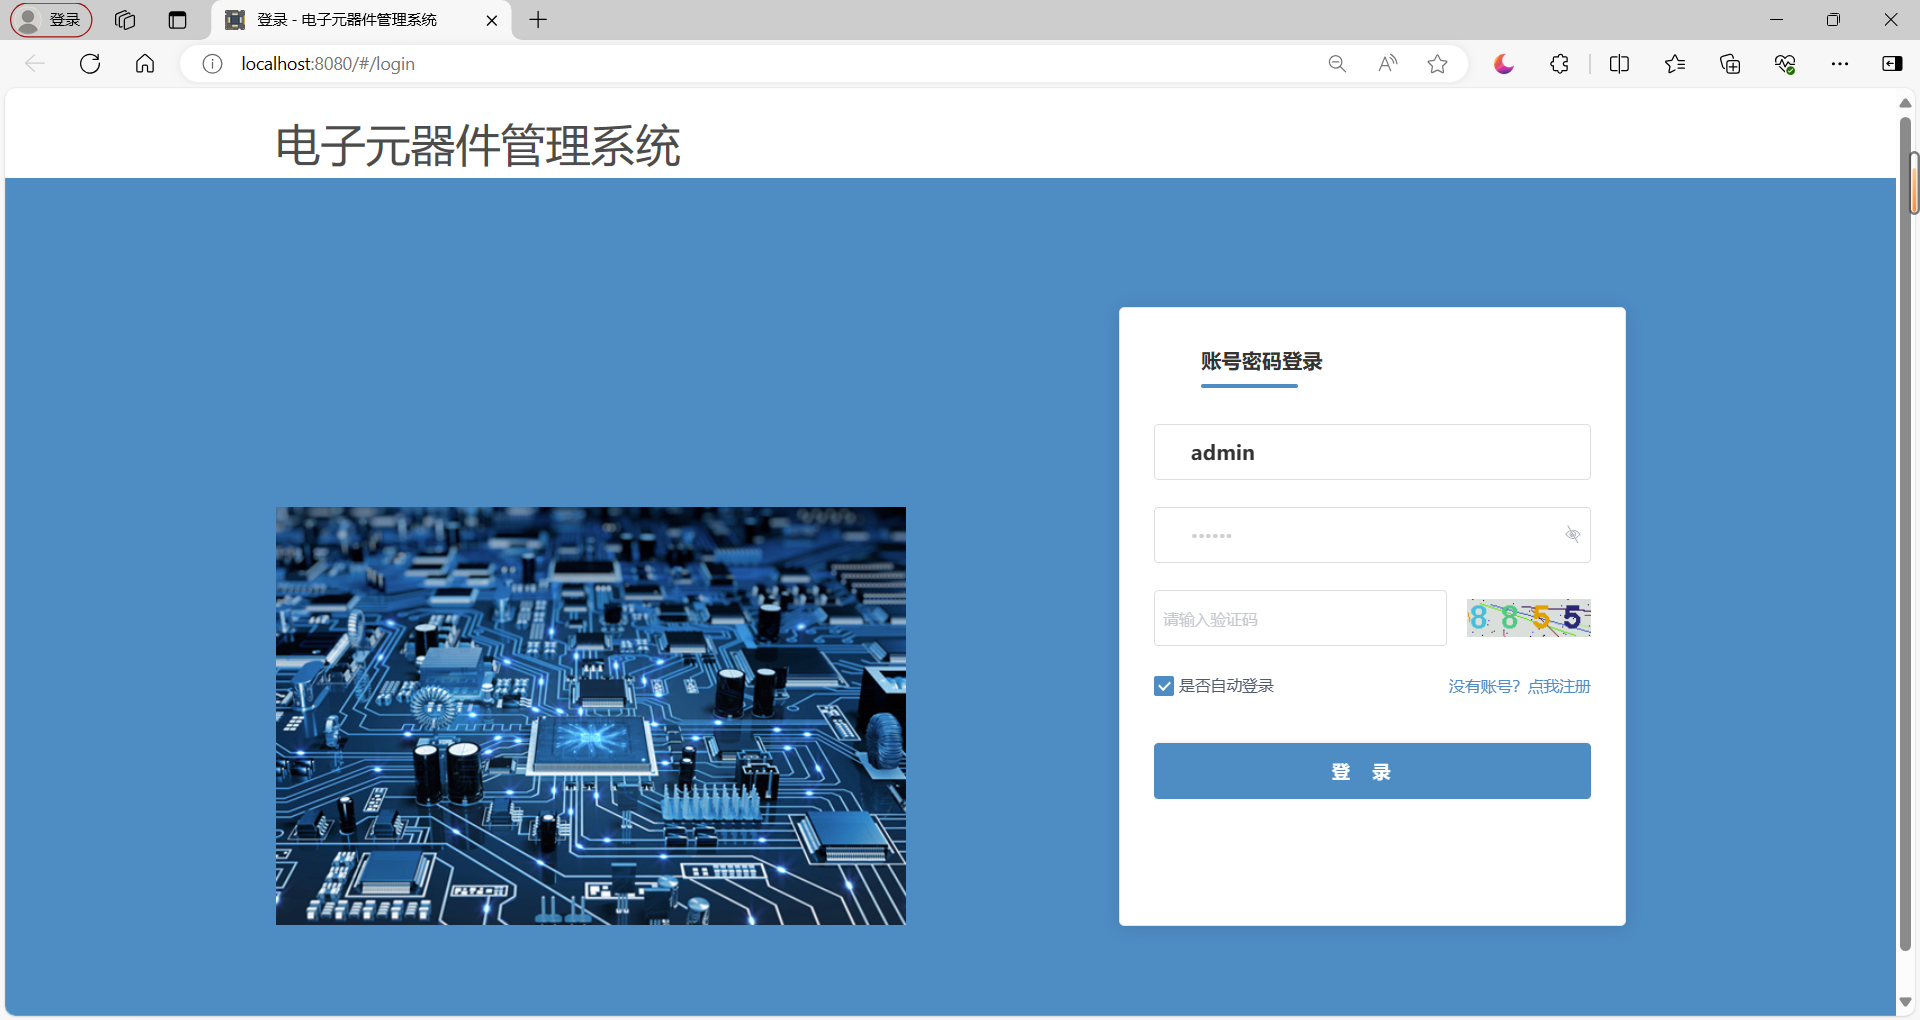 登录
登录 - 电子元器件管理系统
localhost:8080/#/login
电子元器件管理系统
账号密码登录
admin
••••••
请输入验证码
8855
是否自动登录
没有账号? 点我注册
登 录